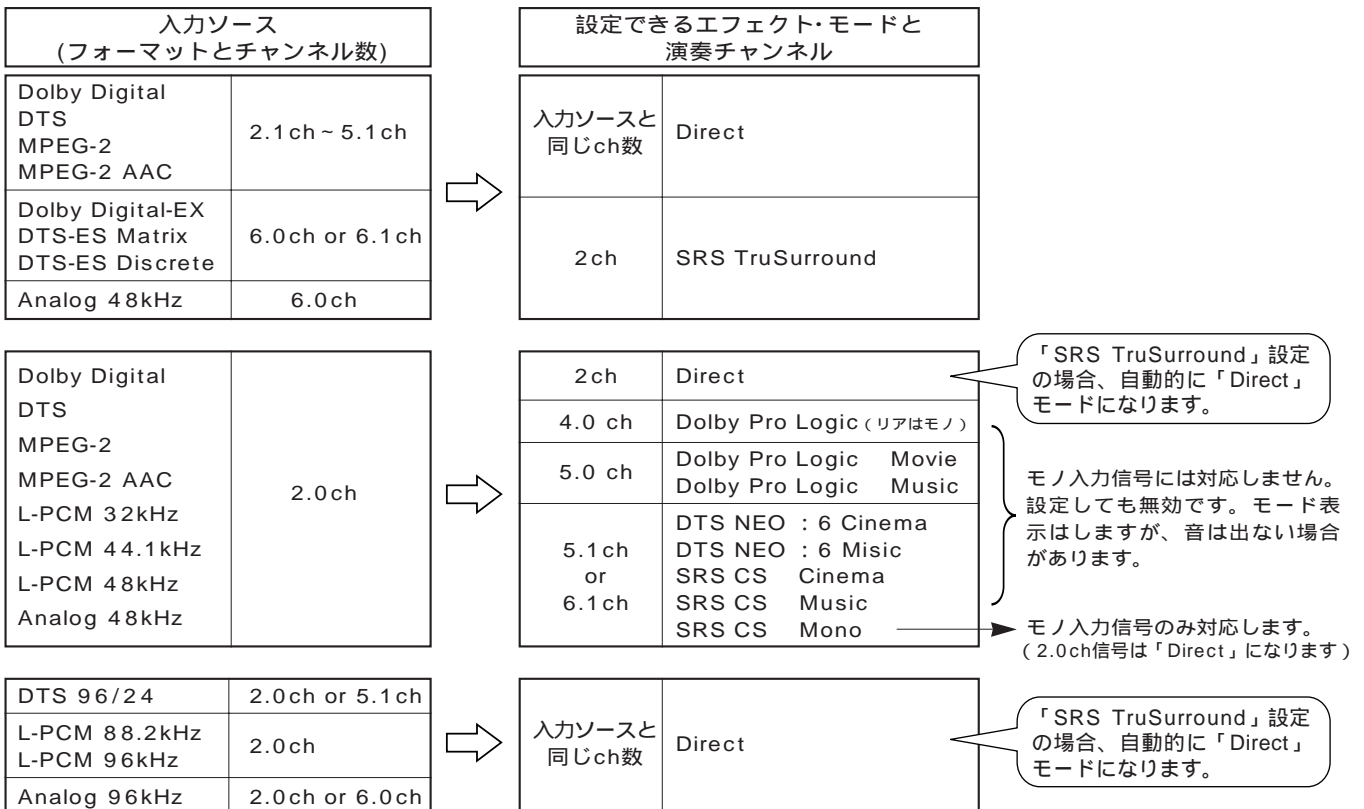 入力ソース
(フォーマットとチャンネル数)
設定できるエフェクト・モードと
演奏チャンネル
Dolby Digital
DTS
MPEG-2
MPEG-2 AAC
2.1ch~5.1ch
Dolby Digital-EX
DTS-ES Matrix
DTS-ES Discrete
6.0ch or 6.1ch
Analog 48kHz
6.0ch
入力ソースと
同じch数
Direct
2ch
SRS TruSurround
Dolby Digital
DTS
MPEG-2
MPEG-2 AAC
L-PCM 32kHz
L-PCM 44.1kHz
L-PCM 48kHz
Analog 48kHz
2.0ch
2ch
Direct
4.0 ch
Dolby Pro Logic(リアはモノ)
5.0 ch
Dolby Pro Logic Movie
Dolby Pro Logic Music
5.1ch
or
6.1ch
DTS NEO : 6 Cinema
DTS NEO : 6 Misic
SRS CS Cinema
SRS CS Music
SRS CS Mono
「SRS TruSurround」設定
の場合、自動的に「Direct」
モードになります。
モノ入力信号には対応しません。
設定しても無効です。モード表
示はしますが、音は出ない場合
があります。
モノ入力信号のみ対応します。
(2.0ch信号は「Direct」になります)
DTS 96/24
2.0ch or 5.1ch
L-PCM 88.2kHz
L-PCM 96kHz
2.0ch
Analog 96kHz
2.0ch or 6.0ch
入力ソースと
同じch数
Direct
「SRS TruSurround」設定
の場合、自動的に「Direct」
モードになります。